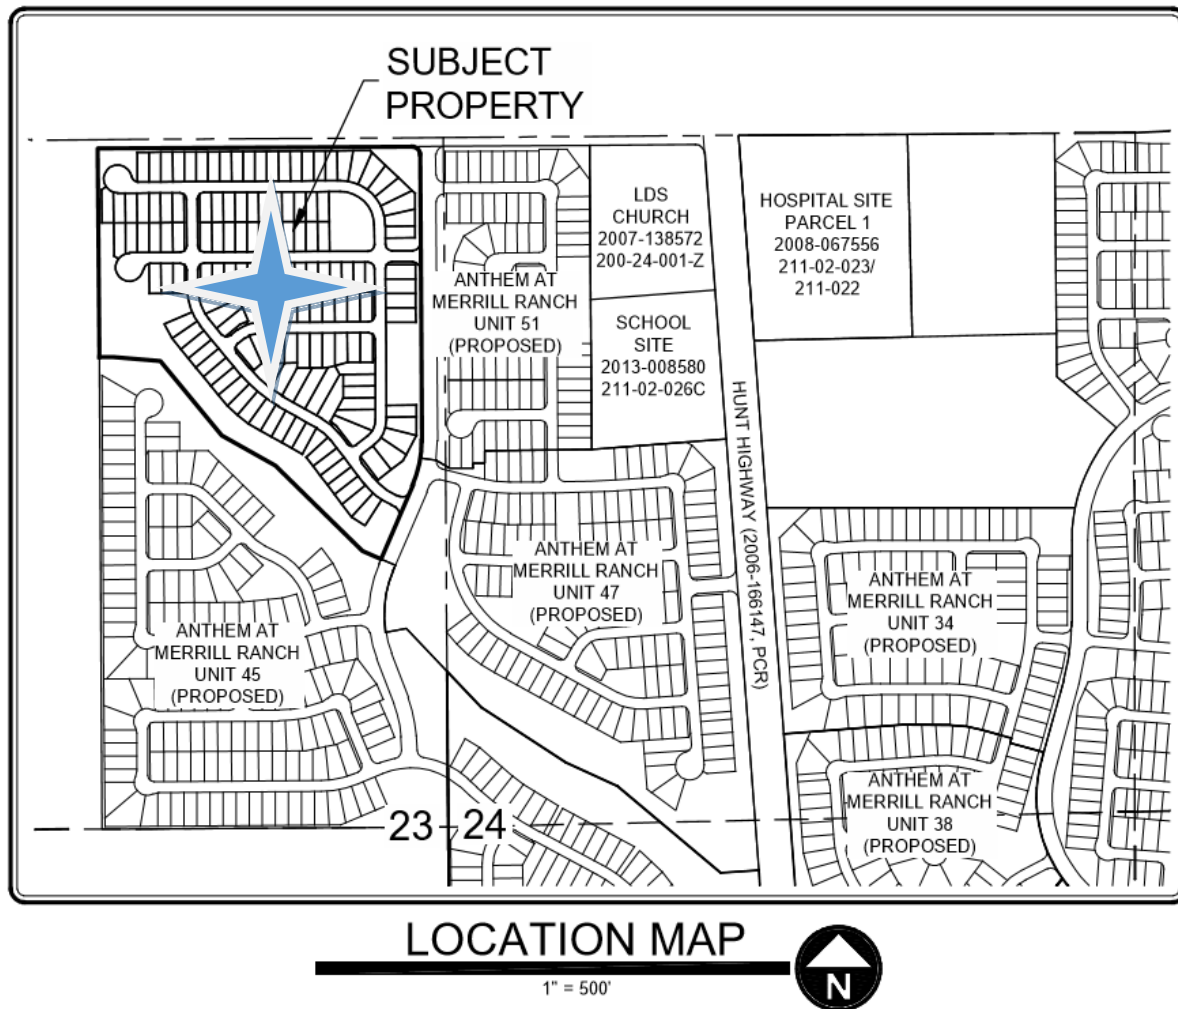 SUBJECT
PROPERTY
LDS
CHURCH
2007-138572
200-24-001-Z
HOSPITAL SITE
PARCEL 1
2008-067556
211-02-023/
211-022
ANTHEM AT
MERRILL RANCH
UNIT 51
(PROPOSED)
SCHOOL
SITE
2013-008580
211-02-026C
HUNT HIGHWAY (2006-166147, PCR)
ANTHEM AT
MERRILL RANCH
UNIT 47
(PROPOSED)
ANTHEM AT
MERRILL RANCH
UNIT 34
(PROPOSED)
ANTHEM AT
MERRILL RANCH
UNIT 45
(PROPOSED)
ANTHEM AT
MERRILL RANCH
UNIT 38
(PROPOSED)
23 24
LOCATION MAP
1" = 500'
N